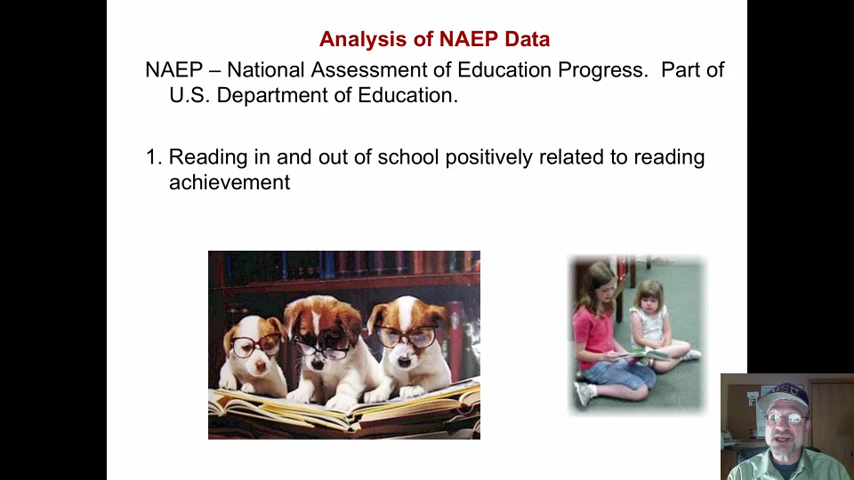 Analysis of NAEP Data
NAEP – National Assessment of Education Progress.  Part of
U.S. Department of Education.
1. Reading in and out of school positively related to reading
achievement